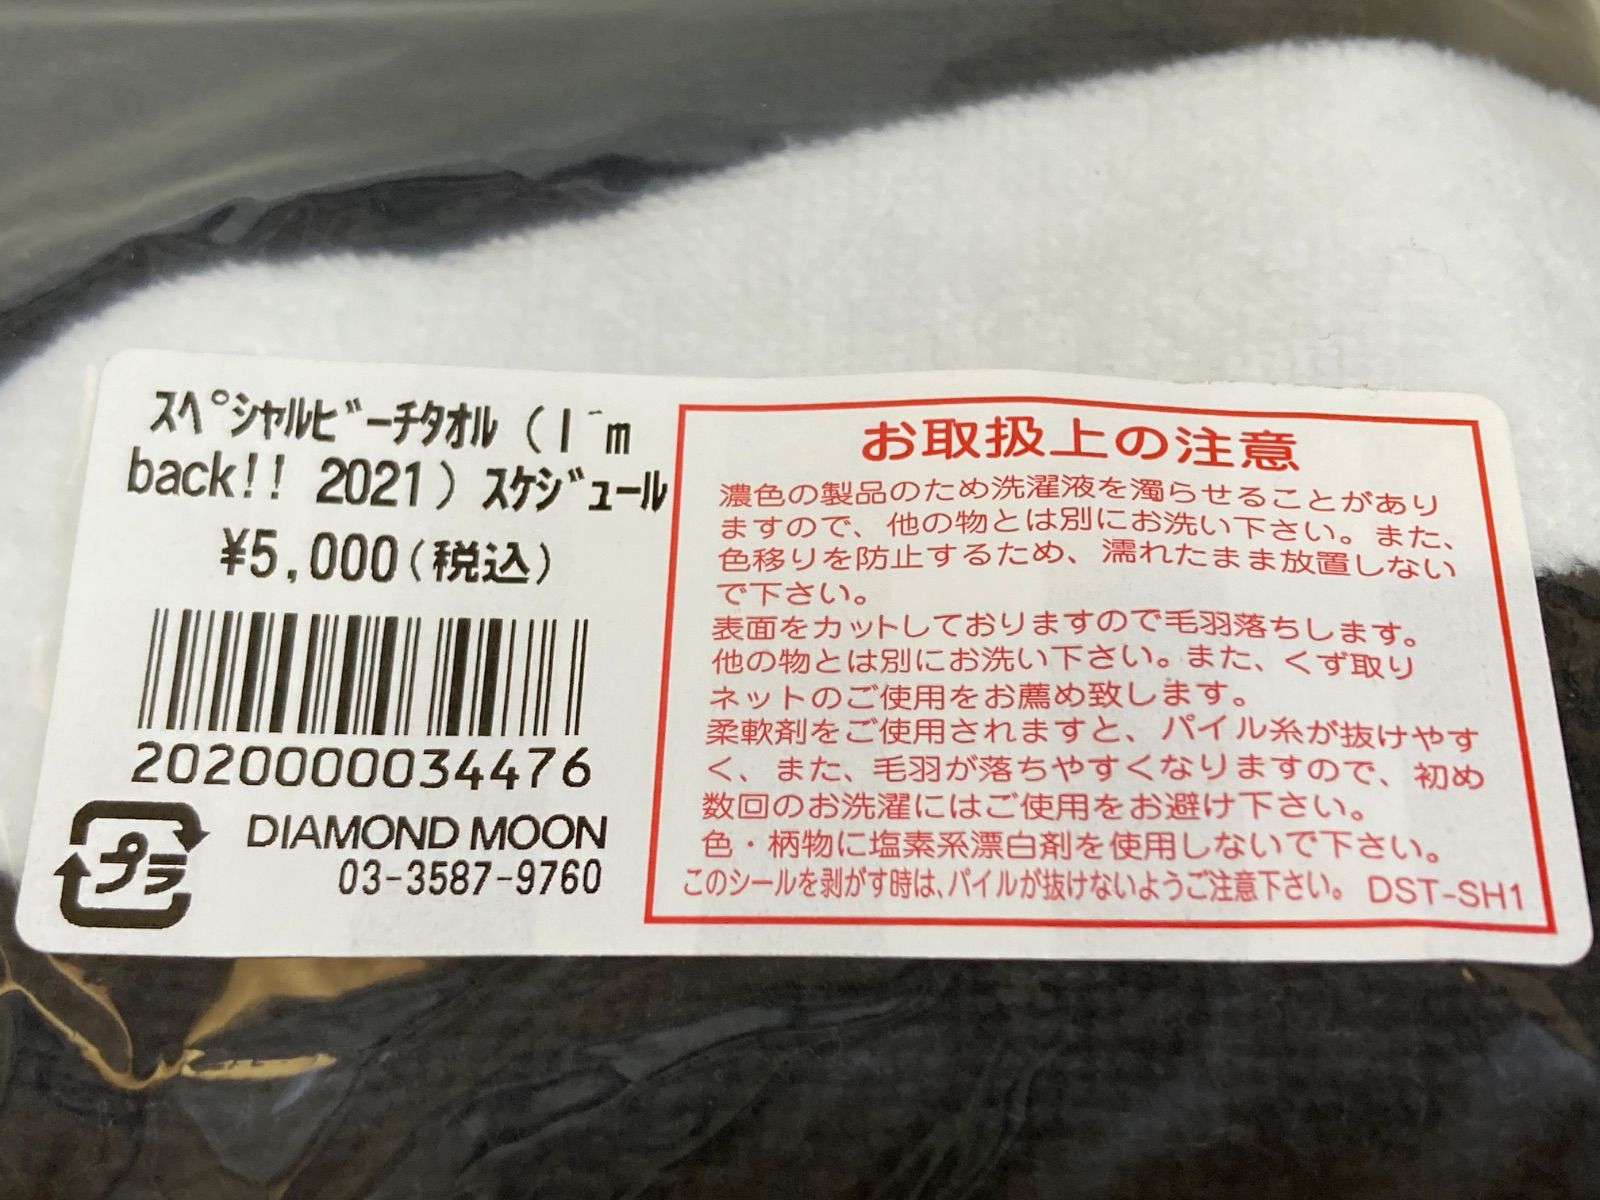 ｽﾍﾟｼｬﾙﾋﾞｰﾁﾀｵﾙ（I¯m
back!! 2021）ｽｹｼﾞｭｰﾙ
¥5,000(税込)
2020000034476
プラ
DIAMOND MOON
03-3587-9760
お取扱上の注意
濃色の製品のため洗濯液を濁らせることがあり
ますので、他の物とは別にお洗い下さい。また、
色移りを防止するため、濡れたまま放置しない
で下さい。
表面をカットしておりますので毛羽落ちします。
他の物とは別にお洗い下さい。また、くず取り
ネットのご使用をお薦め致します。
柔軟剤をご使用されますと、パイル糸が抜けやす
く、また、毛羽が落ちやすくなりますので、初め
数回のお洗濯にはご使用をお避け下さい。
色・柄物に塩素系漂白剤を使用しないで下さい。
このシールを剥がす時は、パイルが抜けないようご注意下さい。 DST-SH1